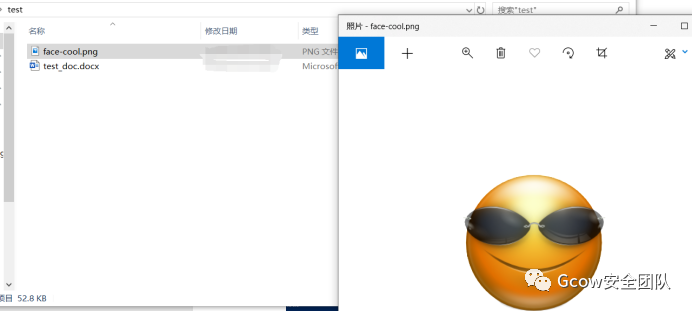 test
搜索"test"
名称
修改日期
类型
face-cool.png
PNG 文件
test_doc.docx
Microsof
项目 52.8 KB
照片 - face-cool.png
Gcow安全团队